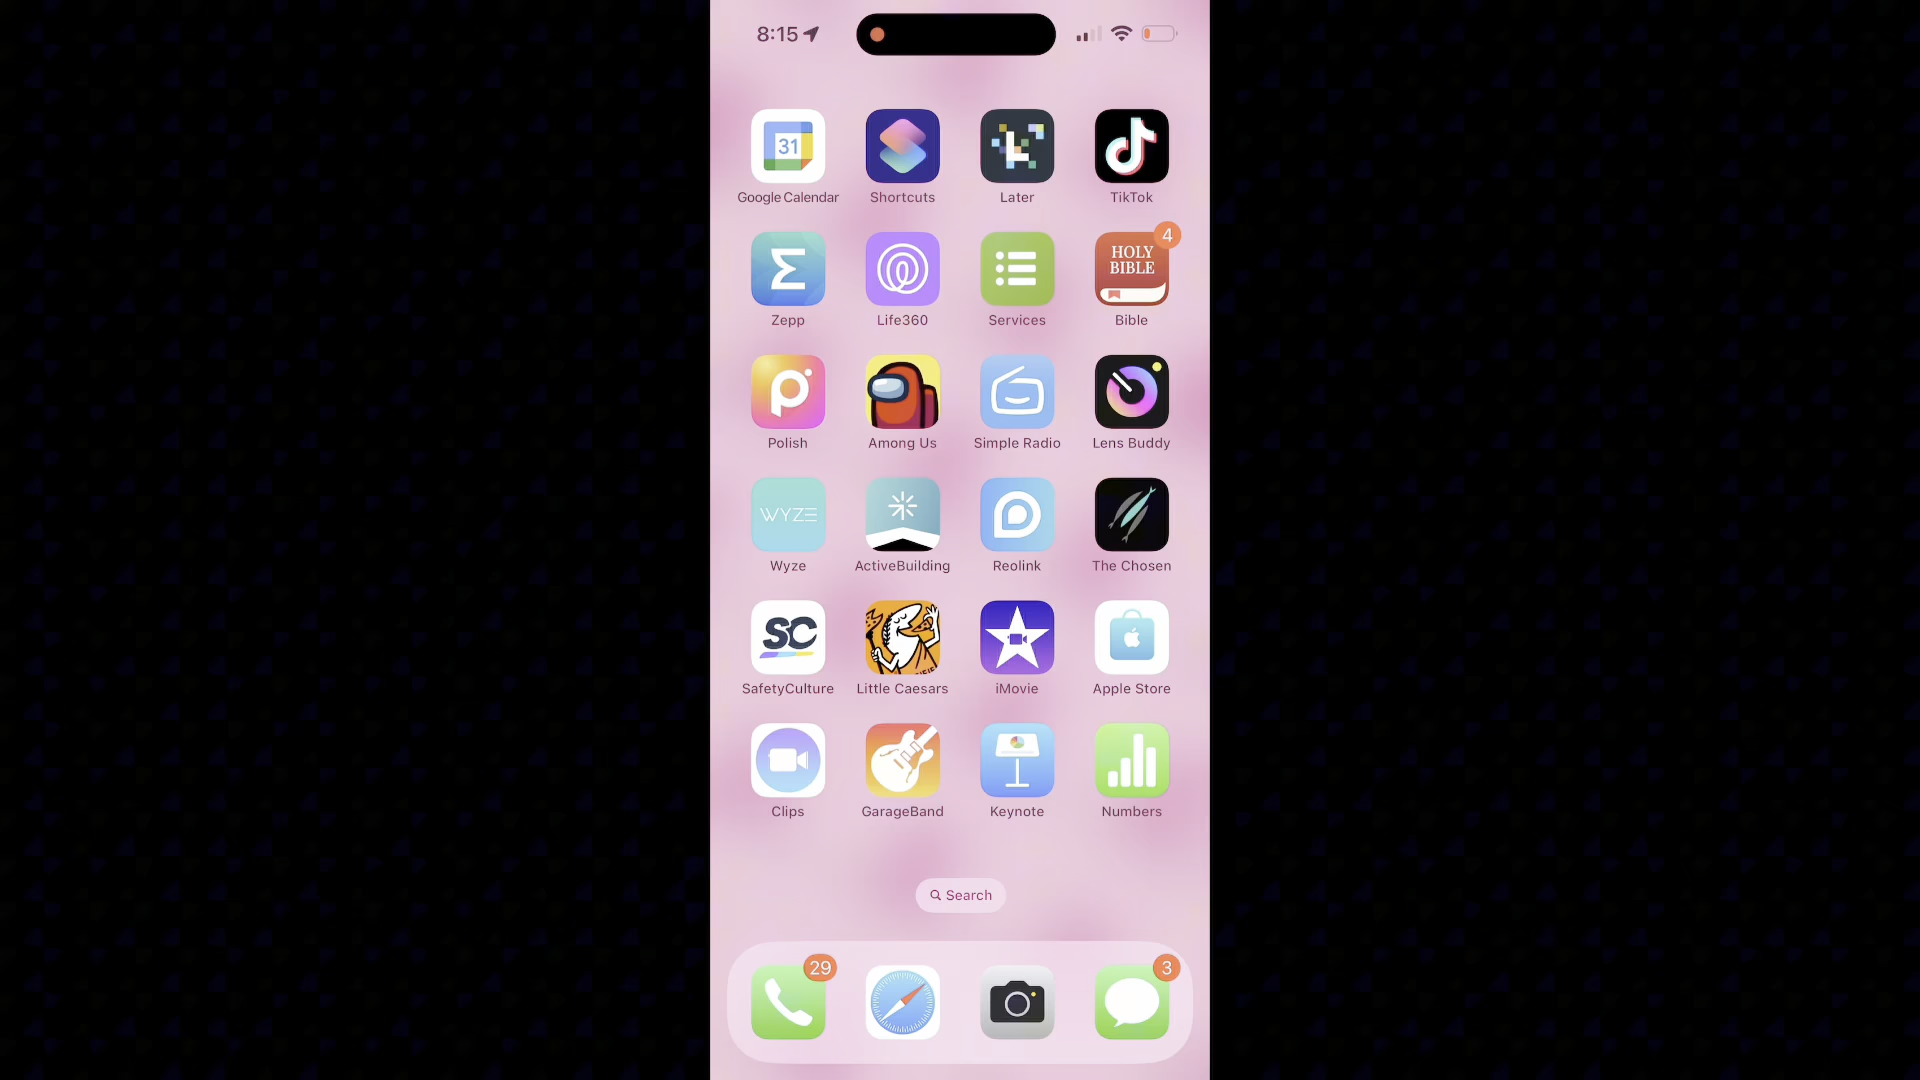 8:15
31
Google Calendar
Shortcuts
Later
TikTok
Zepp
Life360
Services
HOLY
BIBLE
4
Bible
Polish
Among Us
Simple Radio
Lens Buddy
WYZE
Wyze
ActiveBuilding
Reolink
The Chosen
SC
SafetyCulture
Little Caesars
iMovie
Apple Store
Clips
GarageBand
Keynote
Numbers
Search
29
3